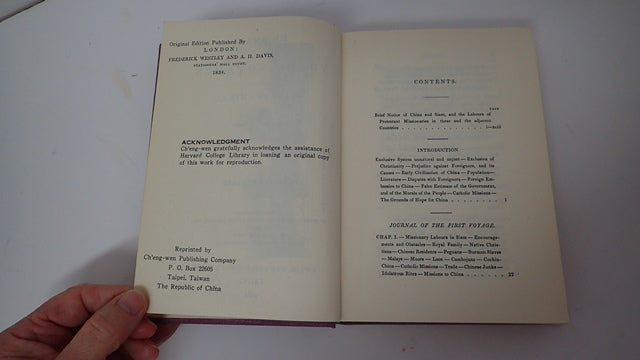 Original Edition Published By
LONDON:
FREDERICK WESTLEY AND A. H. DAVIS,
STATIONERS' HALL COURT.
1834.
ACKNOWLEDGMENT
Ch'eng-wen gratefully acknowledges the assistance of
Harvard College Library in loaning an original copy
of this work for reproduction.
Reprinted by
Ch'eng-wen Publishing Company
P. O. Box 22605
Taipei, Taiwan
The Republic of China
CONTENTS.
PAGE
Brief Notice of China and Siam, and the Labours of
Protestant Missionaries in these and the adjacent
Countries . . . . . . . . . . . . .
INTRODUCTION
Exclusive System unnatural and unjust — Exclusion of
Christianity — Prejudice against Foreigners, and its
Causes — Early Civilization of China — Population —
Literature — Disputes with Foreigners — Foreign Em-
bassies to China — False Estimate of the Government,
and of the Morals of the People — Catholic Missions —
The Grounds of Hope for China . . . . . . . . 1
JOURNAL OF THE FIRST VOYAGE.
CHAP. I. — Missionary Labours in Siam — Encourage-
ments and Obstacles — Royal Family — Native Chris-
tians — Chinese Residents — Peguans — Burman Slaves
— Malays — Moors — Laos — Cambojans — Cochin-
China — Catholic Missions — Trade — Chinese Junks —
Idolatrous Rites — Missions to China . . . . . . 22